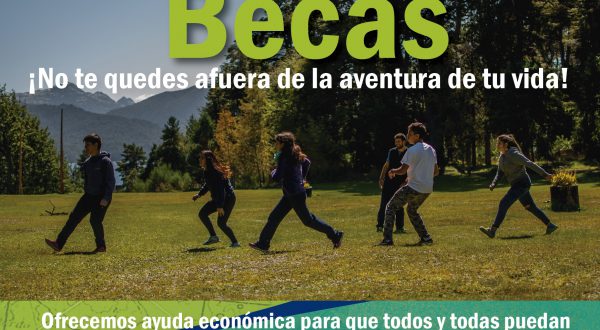 Becas
¡No te quedes afuera de la aventura de tu vida!
Ofrecemos ayuda económica para que todos y todas puedan